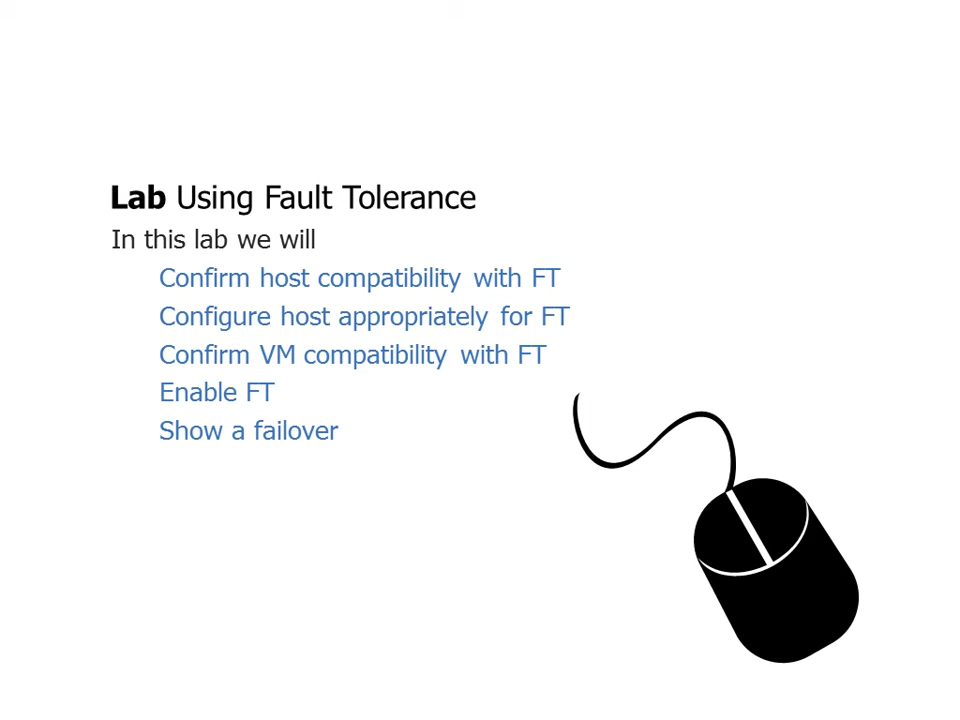 Lab Using Fault Tolerance
In this lab we will
Confirm host compatibility with FT
Configure host appropriately for FT
Confirm VM compatibility with FT
Enable FT
Show a failover